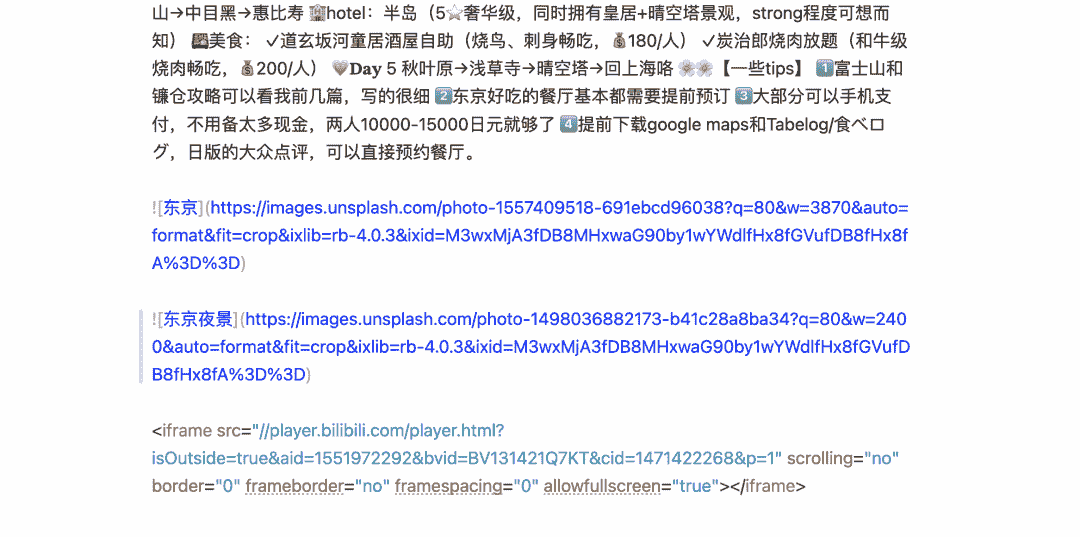 山→中目黑→惠比寿 🏨hotel：半岛（5⭐奢华级，同时拥有皇居+晴空塔景观，strong程度可想而
知） 🍱美食： ✓道玄坂河童居酒屋自助（烧鸟、刺身畅吃，💰180/人） ✓炭治郎烧肉放题（和牛级
烧肉畅吃，💰200/人） 🤎𝐃𝐚𝐲 5 秋叶原→浅草寺→晴空塔→回上海咯 🌸🌸【一些tips】 1️⃣富士山和
镰仓攻略可以看我前几篇，写的很细 2️⃣东京好吃的餐厅基本都需要提前预订 3️⃣大部分可以手机支
付，不用备太多现金，两人10000-15000日元就够了 4️⃣提前下载google maps和Tabelog/食べロ
グ，日版的大众点评，可以直接预约餐厅。
![东京](https://images.unsplash.com/photo-1557409518-691ebcd96038?q=80&w=3870&auto=
format&fit=crop&ixlib=rb-4.0.3&ixid=M3wxMjA3fDB8MHxwaG90by1wYWdlfHx8fGVufDB8fHx8f
A%3D%3D)
![东京夜景](https://images.unsplash.com/photo-1498036882173-b41c28a8ba34?q=80&w=240
0&auto=format&fit=crop&ixlib=rb-4.0.3&ixid=M3wxMjA3fDB8MHxwaG90by1wYWdlfHx8fGVufD
B8fHx8fA%3D%3D)
<iframe src="//player.bilibili.com/player.html?
isOutside=true&aid=1551972292&bvid=BV131421Q7KT&cid=1471422268&p=1" scrolling="no"
border="0" frameborder="no" framespacing="0" allowfullscreen="true"></iframe>